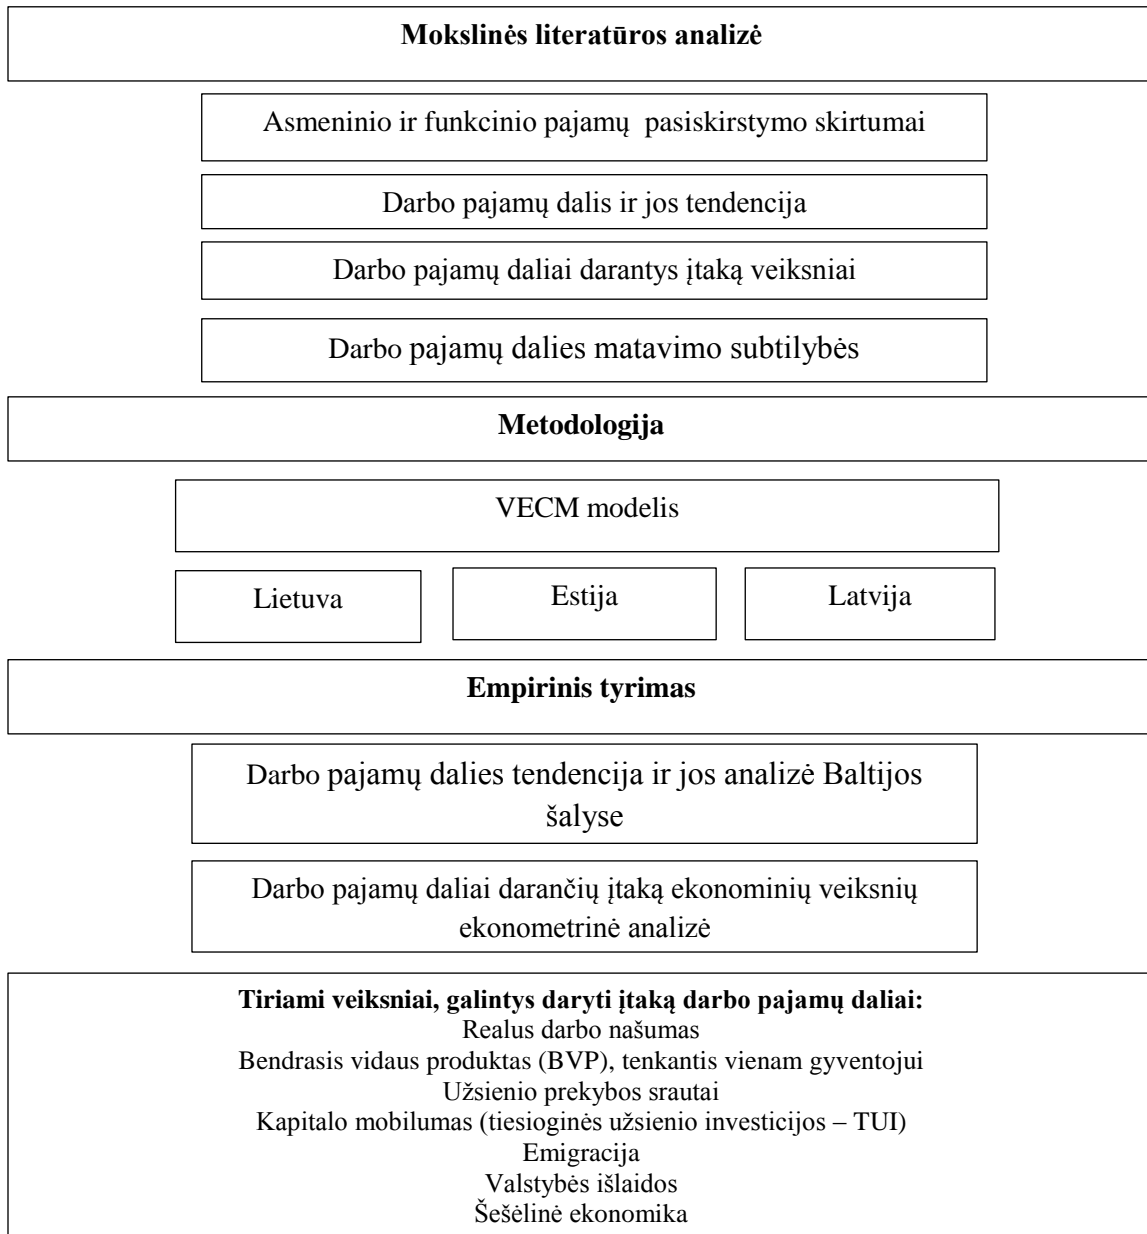 Mokslinės literatūros analizė
Asmeninio ir funkcinio pajamų pasiskirstymo skirtumai
Darbo pajamų dalis ir jos tendencija
Darbo pajamų daliai darantys įtaką veiksniai
Darbo pajamų dalies matavimo subtilybės
Metodologija
VECM modelis
Lietuva
Estija
Latvija
Empirinis tyrimas
Darbo pajamų dalies tendencija ir jos analizė Baltijos
šalyse
Darbo pajamų daliai darančių įtaką ekonominių veiksnių
ekonometrinė analizė
Tiriami veiksniai, galintys daryti įtaką darbo pajamų daliai:
Realus darbo našumas
Bendrasis vidaus produktas (BVP), tenkantis vienam gyventojui
Užsienio prekybos srautai
Kapitalo mobilumas (tiesioginės užsienio investicijos – TUI)
Emigracija
Valstybės išlaidos
Šešėlinė ekonomika